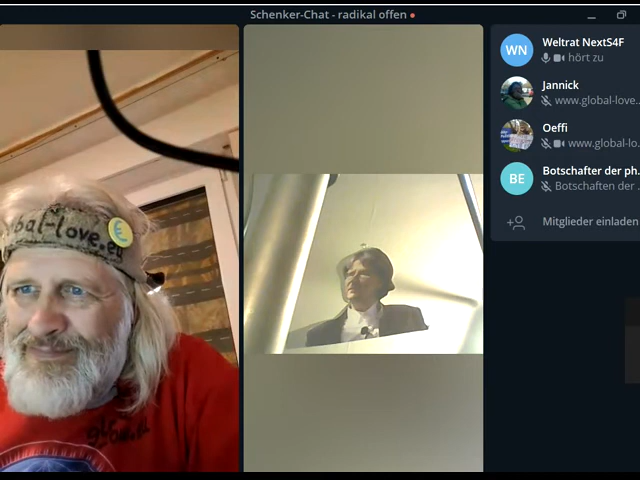 Schenker-Chat - radikal offen
WN
Weltrat NextS4F
hört zu
Jannick
www.global-love...
Oeffi
www.global-lo...
BE
Botschafter der ph...
Botschaften der ...
Mitglieder einladen
bal-love.eu
€